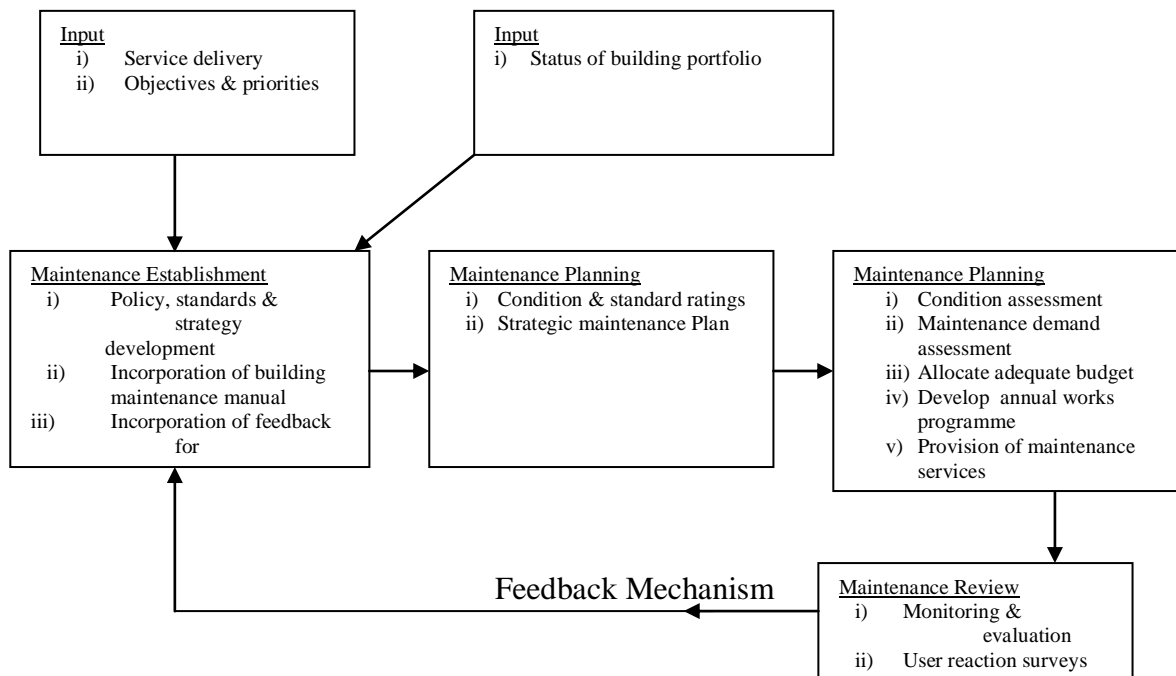 Input
i) Service delivery
ii) Objectives & priorities
Input
i) Status of building portfolio
Maintenance Establishment
i) Policy, standards &
strategy
development
ii) Incorporation of building
maintenance manual
iii) Incorporation of feedback
for
Maintenance Planning
i) Condition & standard ratings
ii) Strategic maintenance Plan
Maintenance Planning
i) Condition assessment
ii) Maintenance demand
assessment
iii) Allocate adequate budget
iv) Develop annual works
programme
v) Provision of maintenance
services
Feedback Mechanism
Maintenance Review
i) Monitoring &
evaluation
ii) User reaction surveys